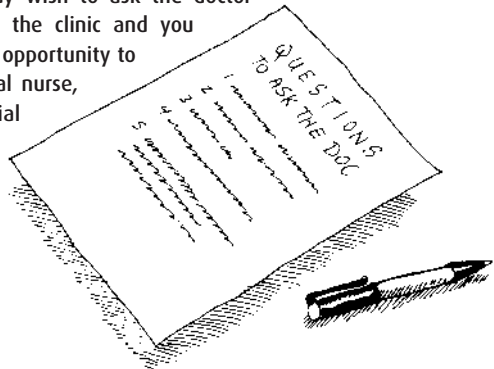 y wish to ask the doctor
the clinic and you
opportunity to
al nurse,
ial
QUESTIONS
TO ASK THE DOC
1
2
3
4
5